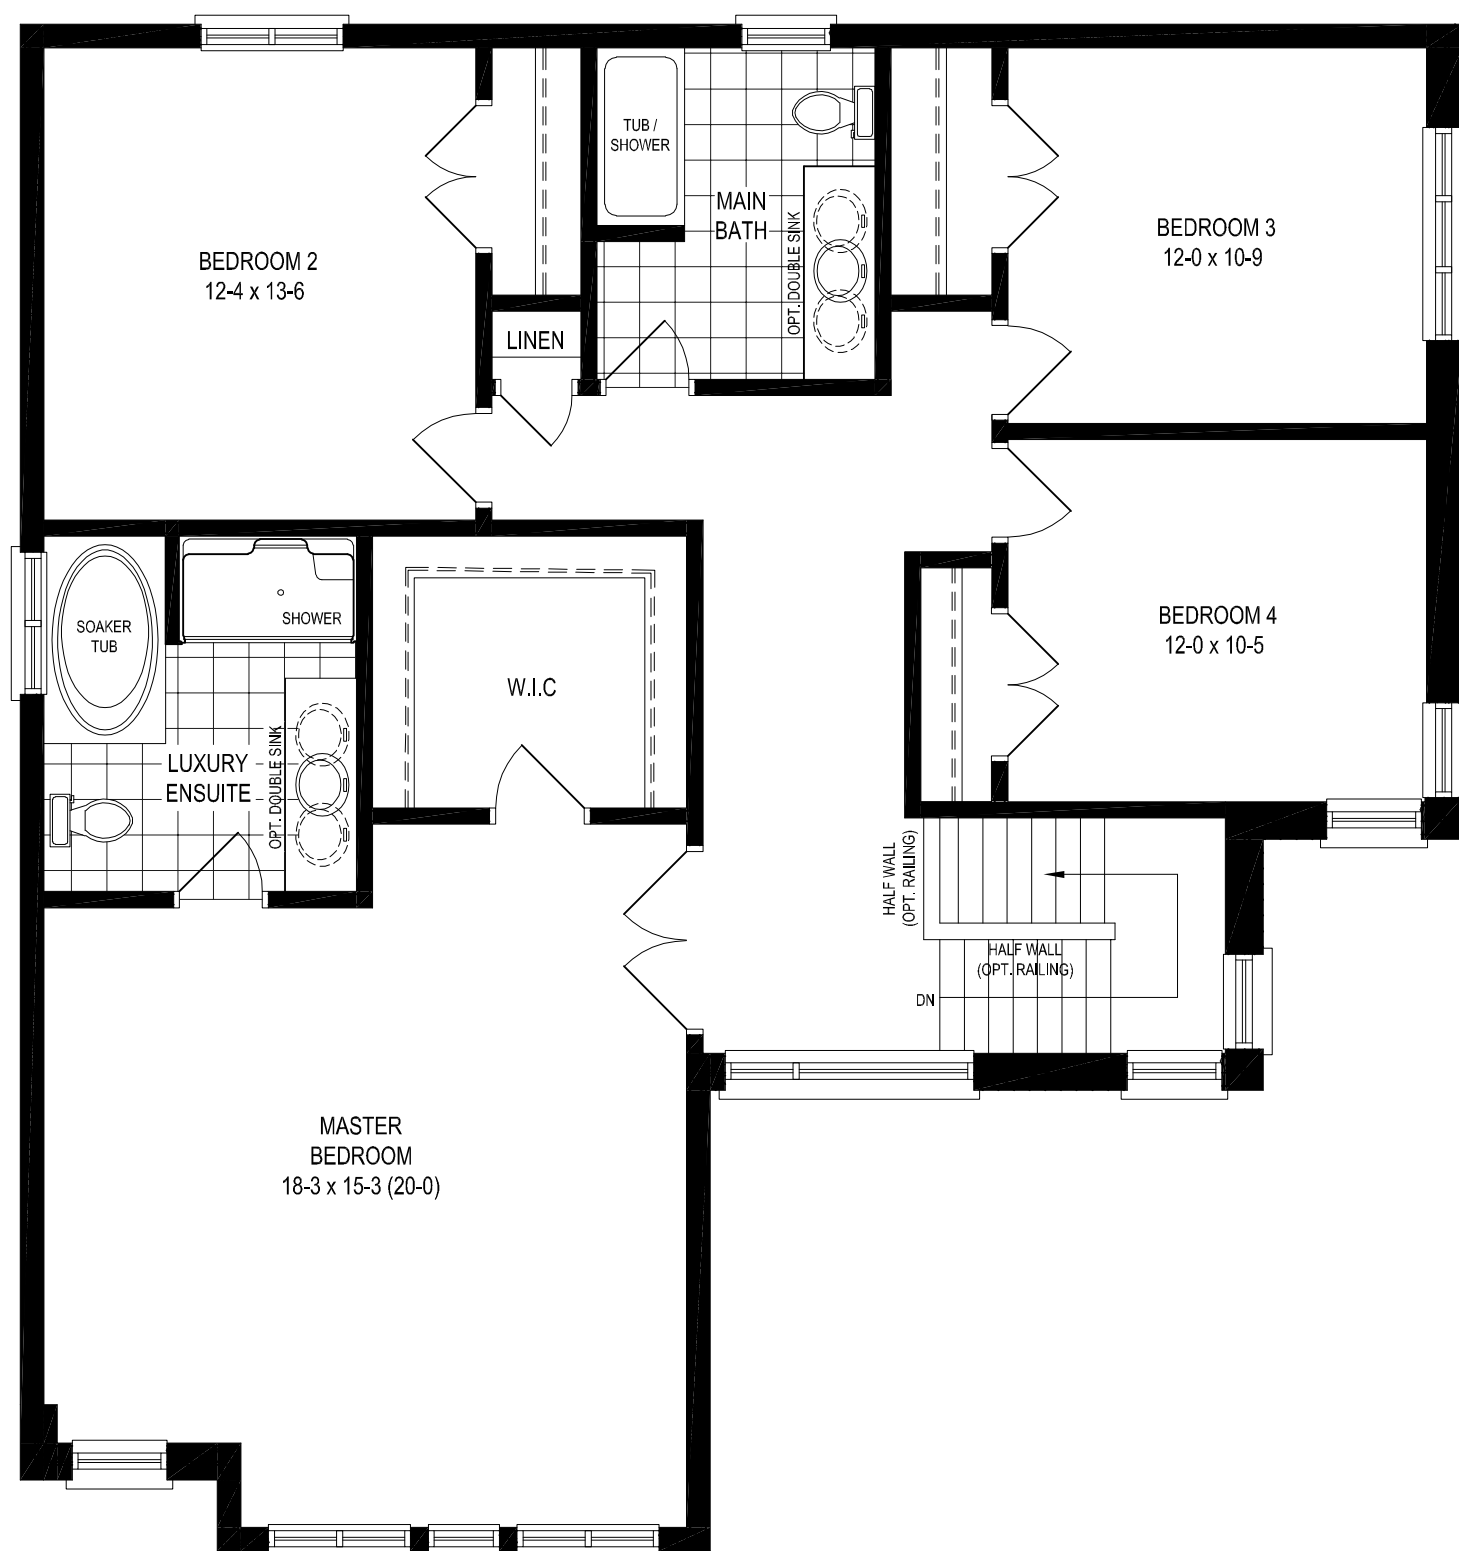 TUB /
SHOWER
MAIN
BATH
OPT. DOUBLE SINK
BEDROOM 2
12-4 x 13-6
BEDROOM 3
12-0 x 10-9
LINEN
SOAKER
TUB
SHOWER
W.I.C
BEDROOM 4
12-0 x 10-5
LUXURY
ENSUITE
OPT. DOUBLE SINK
HALF WALL
(OPT. RAILING)
HALF WALL
(OPT. RAILING)
DN
MASTER
BEDROOM
18-3 x 15-3 (20-0)